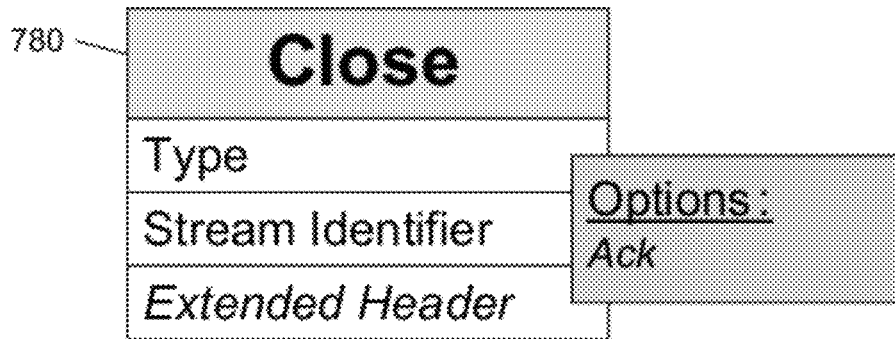 780
Close
Type
Stream Identifier
Extended Header
Options:
Ack